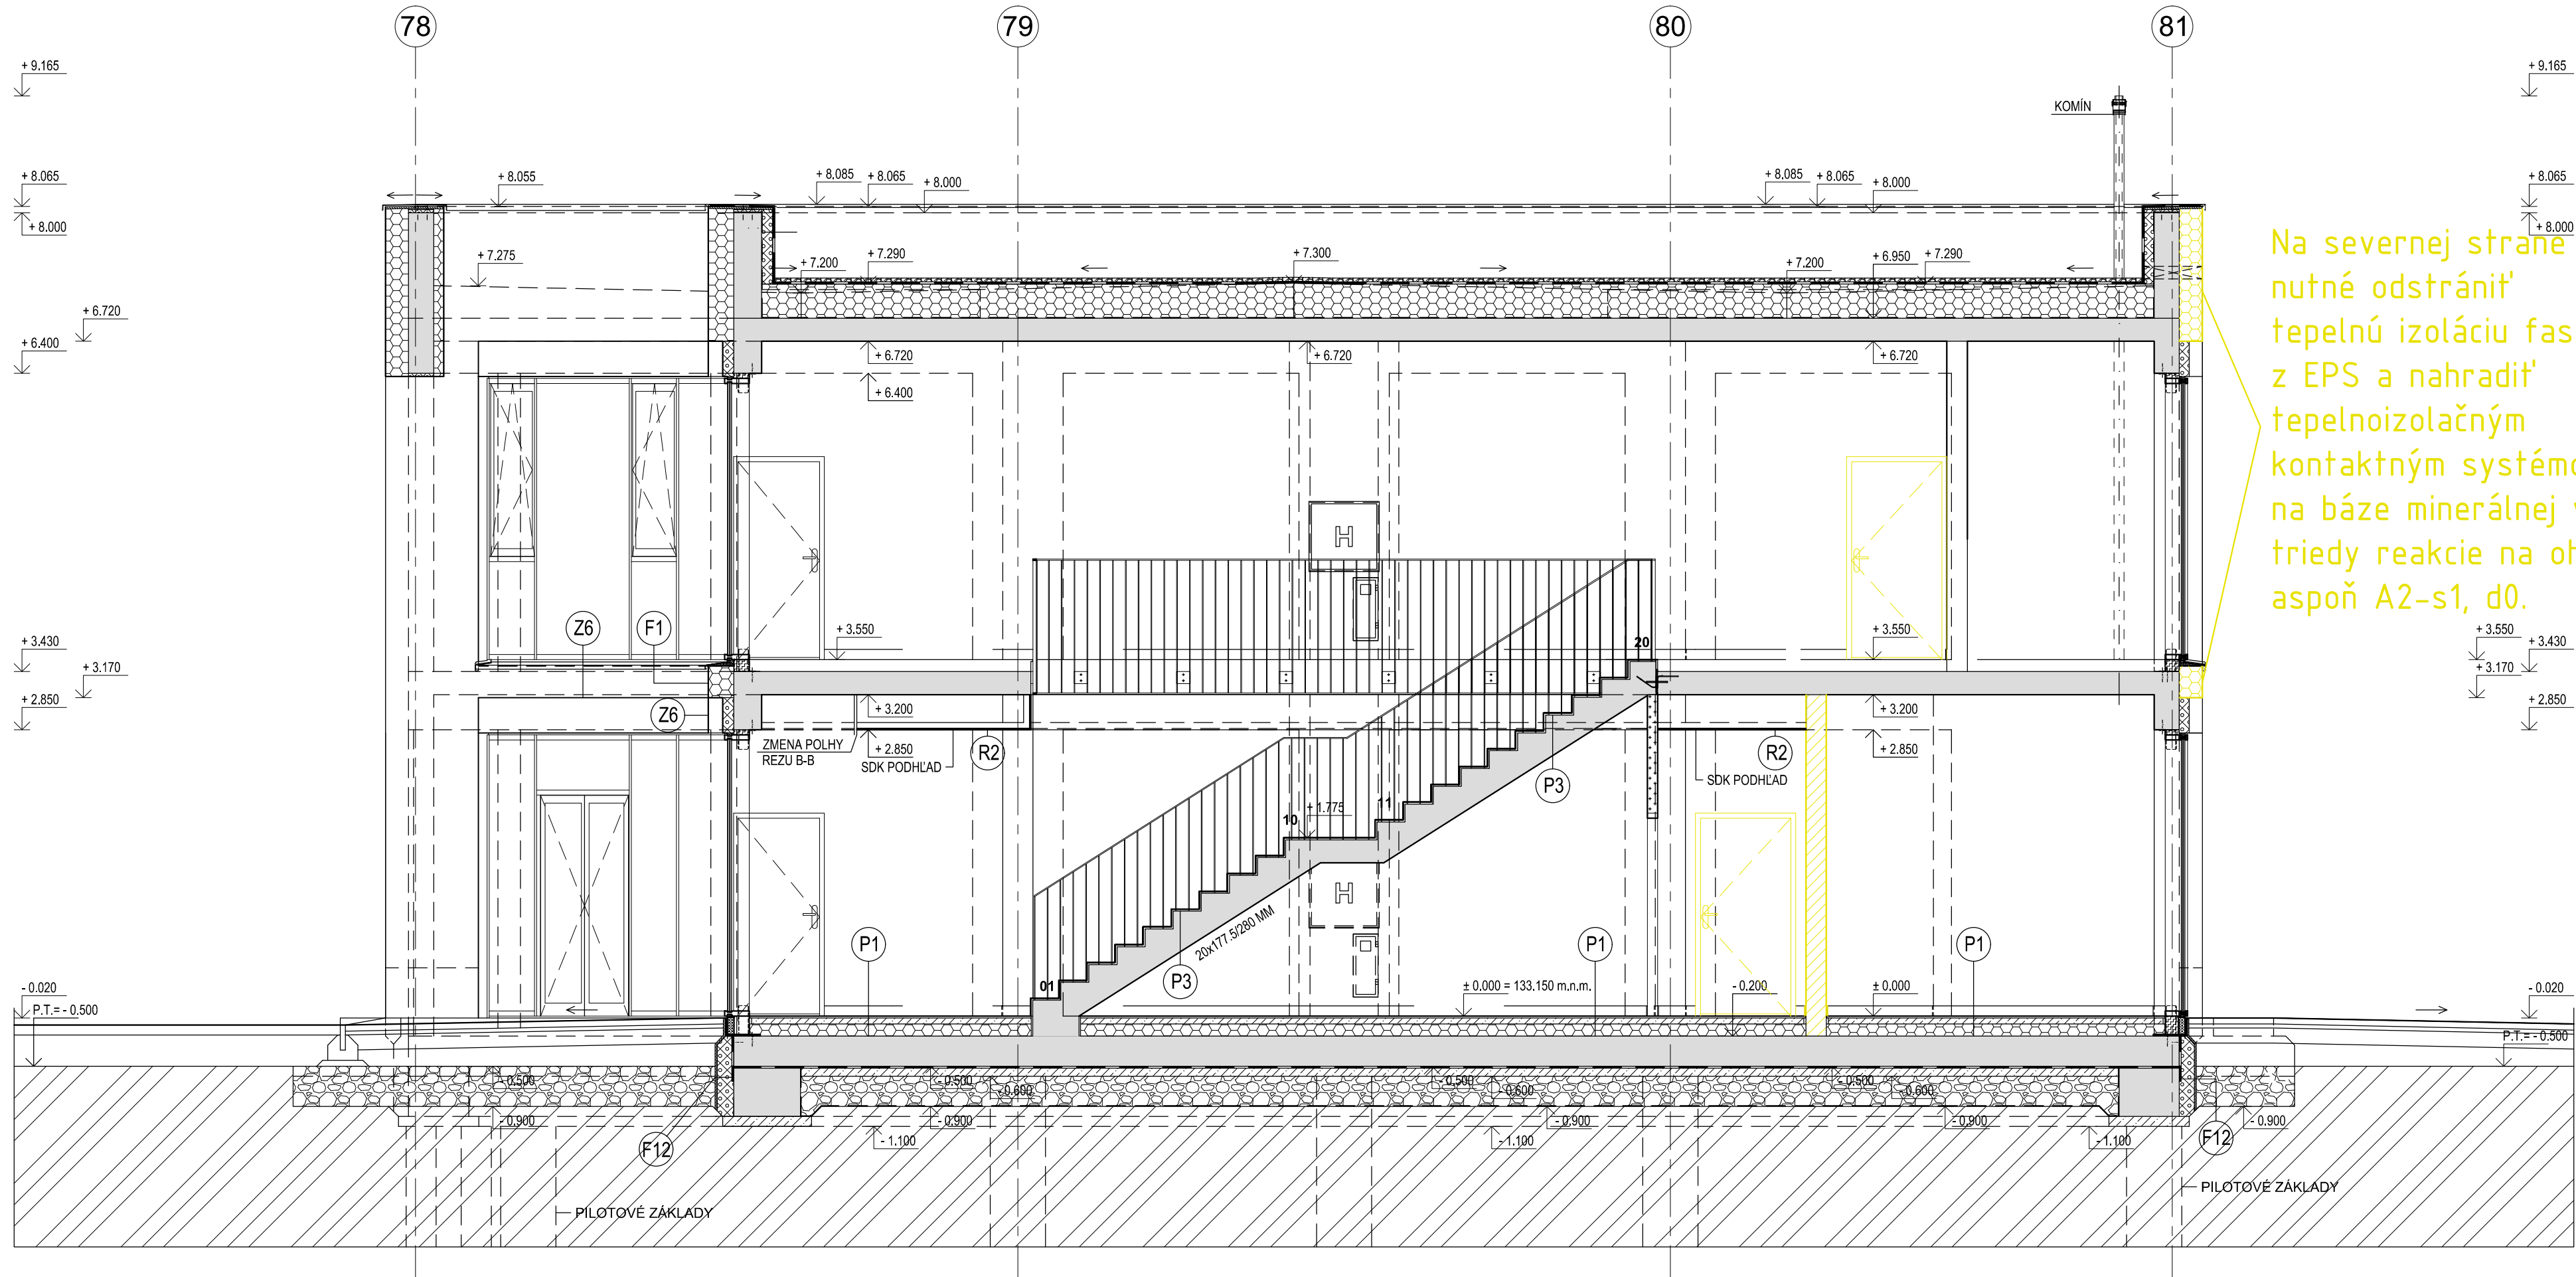 78 79 80 81
+ 9.165 + 9.165
KOMÍN
+ 8.065 + 8.055 + 8.085 + 8.065 + 8.000 + 8.085 + 8.065 + 8.000 + 8.065
+ 8.000 + 8.000
+ 7.275 + 7.200 + 7.290 + 7.300 + 7.200 + 6.950 + 7.290
+ 6.720
+ 6.400 + 6.720 + 6.720 + 6.720
+ 6.400
Na severnej strane
nutné odstrániť
tepelnú izoláciu
z EPS a nahradiť
tepelnoizolačným
kontaktným
na báze minerálnej
triedy reakcie na
aspoň A2-s1, d0.
H
Z6 F1
20
+ 3.430 + 3.550 + 3.550 + 3.550 + 3.430
+ 3.170 + 3.170
+ 2.850 Z6 + 3.200 + 3.200 + 2.850
ZMENA POLHY + 2.850 R2 R2 + 2.850
REZU B-B SDK PODHĽAD SDK PODHĽAD
P3
10 + 1.775 11
H
20x177.5/280 MM
P1 P1 P1
P3
01
- 0.020 ± 0.000 = 133.150 m.n.m. - 0.200 ± 0.000 - 0.020
P.T.= - 0.500 P.T.= - 0.500
- 0.500 - 0.500 - 0.600 - 0.500 - 0.600 - 0.500 - 0.600
- 0.900 - 0.900 - 0.900 - 0.900 - 0.900
F12 - 1.100 - 1.100 - 1.100 F12
PILOTOVÉ ZÁKLADY
PILOTOVÉ ZÁKLADY